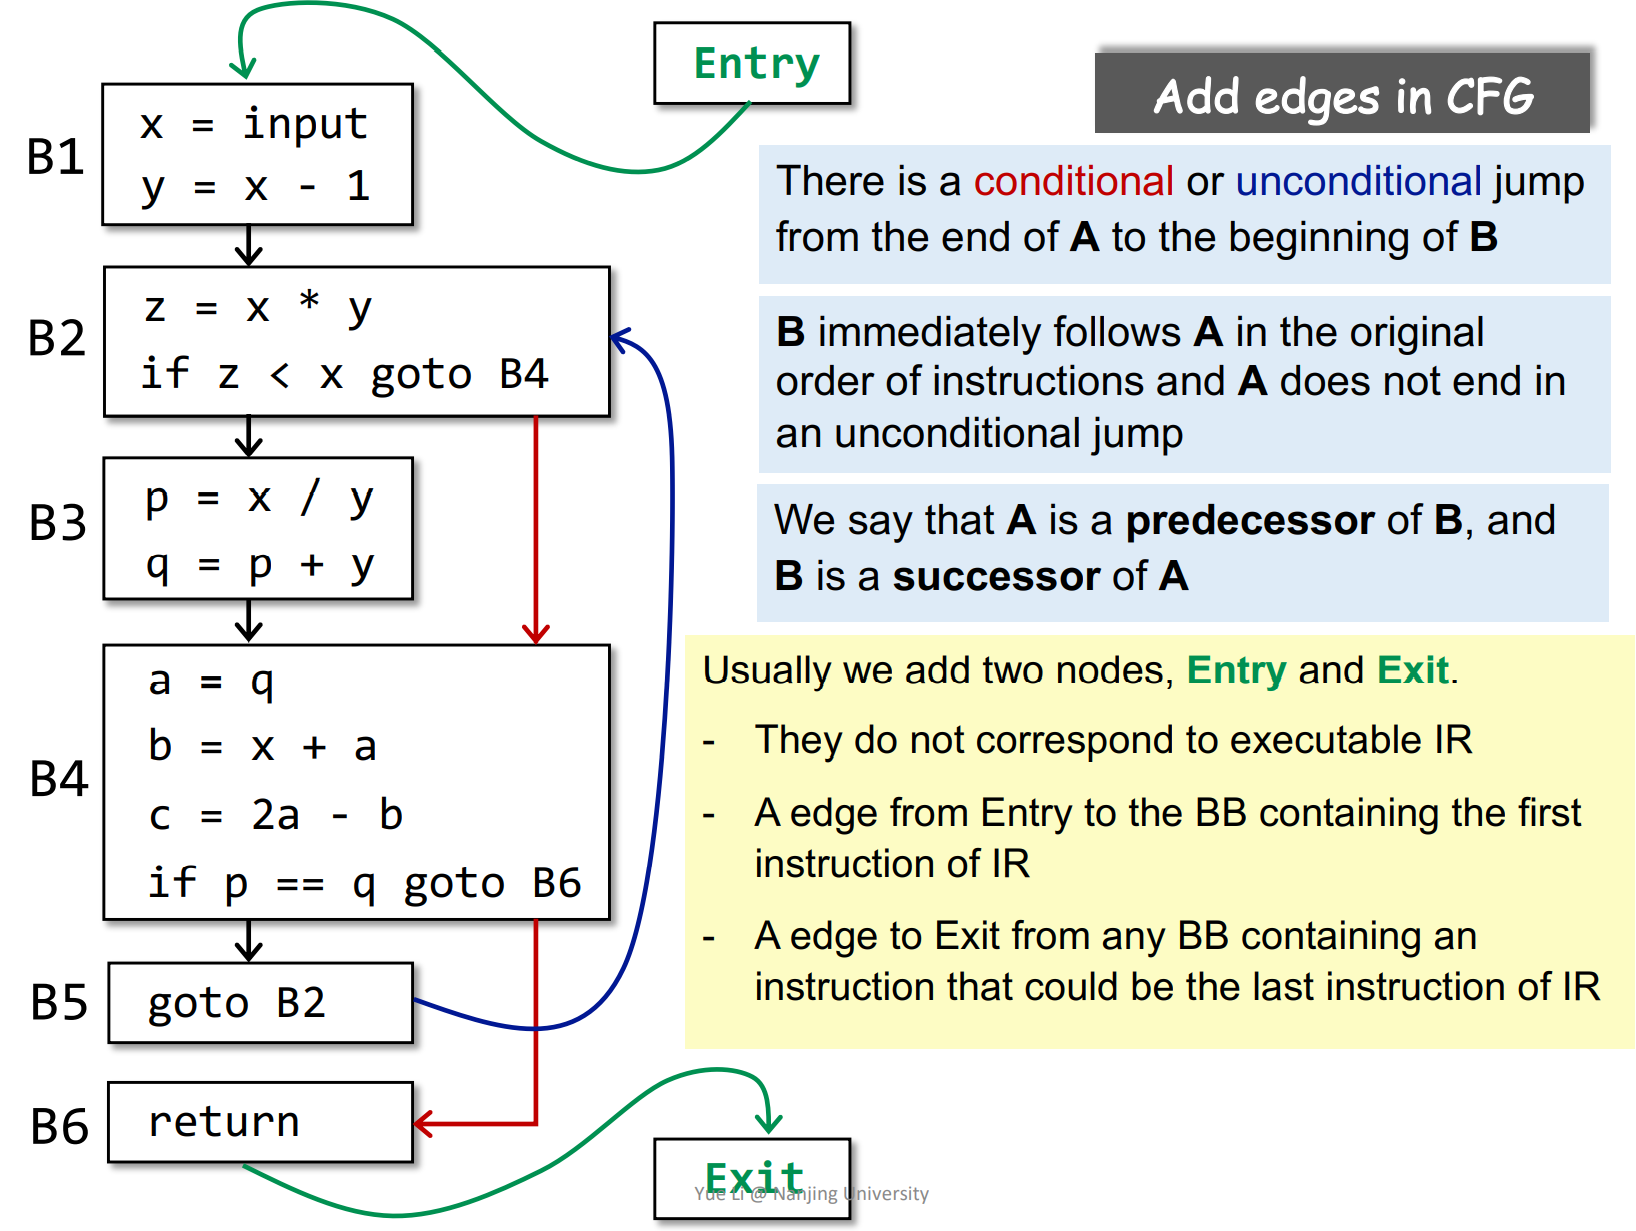 Entry
Add edges in CFG
B1
x = input
y = x - 1
B2
z = x * y
if z < x goto B4
B3
p = x / y
q = p + y
B4
a = q
b = x + a
c = 2a - b
if p == q goto B6
B5
goto B2
B6
return
There is a conditional or unconditional jump
from the end of A to the beginning of B
B immediately follows A in the original
order of instructions and A does not end in
an unconditional jump
We say that A is a predecessor of B, and
B is a successor of A
Usually we add two nodes, Entry and Exit.
- They do not correspond to executable IR
- A edge from Entry to the BB containing the first
instruction of IR
- A edge to Exit from any BB containing an
instruction that could be the last instruction of IR
Exit
Yue Li @ Nanjing University